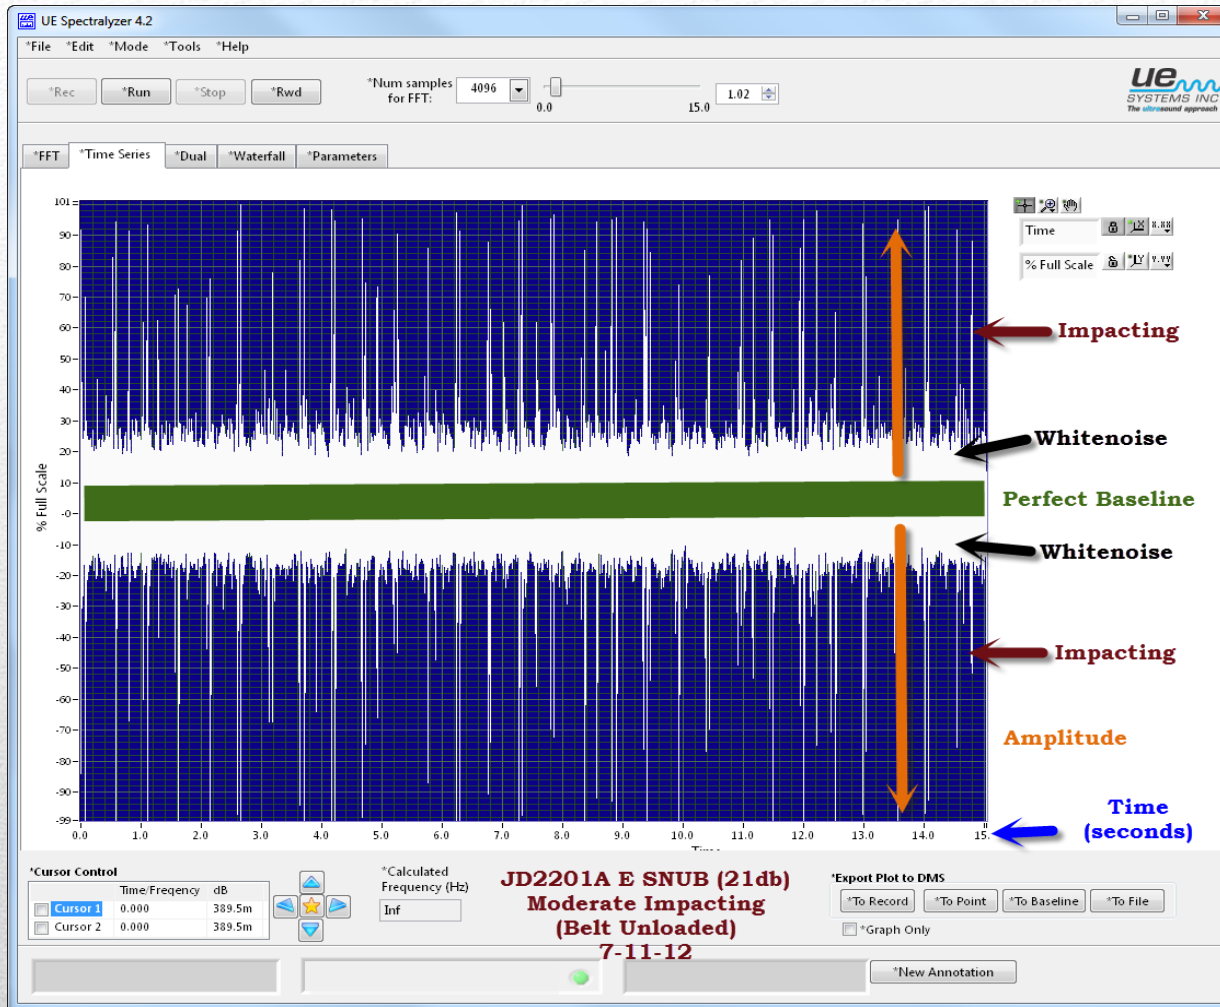 UE Spectralyzer 4.2
*File *Edit *Mode *Tools *Help
*Rec *Run *Stop *Rwd
*Num samples
for FFT:
4096
0.0 15.0
1.02
UE
SYSTEMS INC
The ultrasound approach
*FFT *Time Series *Dual *Waterfall *Parameters
% Full Scale
101
90
80
70
60
50
40
30
20
10
-0
-10
-20
-30
-40
-50
-60
-70
-80
-90
-99
0.0 1.0 2.0 3.0 4.0 5.0 6.0 7.0 8.0 9.0 10.0 11.0 12.0 13.0 14.0 15.
Time
Time
% Full Scale
Impacting
Whitenoise
Perfect Baseline
Whitenoise
Impacting
Amplitude
Time
(seconds)
*Cursor Control
Time/Freqency dB
Cursor 1 0.000 389.5m
Cursor 2 0.000 389.5m
*Calculated
Frequency (Hz)
Inf
JD2201A E SNUB (21db)
Moderate Impacting
(Belt Unloaded)
7-11-12
*Export Plot to DMS
*To Record *To Point *To Baseline *To File
*Graph Only
*New Annotation